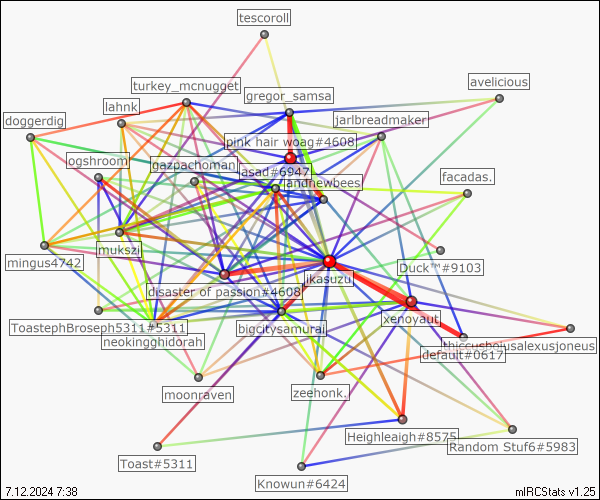 tescoroll
avelicious
turkey_mcnugget
gregor_samsa
lahnk
doggerdig
jarlbreadmaker
pink hair woag#4608
ogshroom
gazpachoman
asad#6947
andnewbees!
facadas.
mukszi
mingus4742
Duck™#9103
jkasuzu
disaster of passion#4608
ToastephBroseph5311#5311
neokingghidorah
bigcitysamurai
xenoyaut
thiccusbojusalexusjoneus
default#0617
moonraven
zeehonk.
Heighleaigh#8575
Random Stuf6#5983
Toast#5311
Knowun#6424
7.12.2024 7:38
mIRCStats v1.25